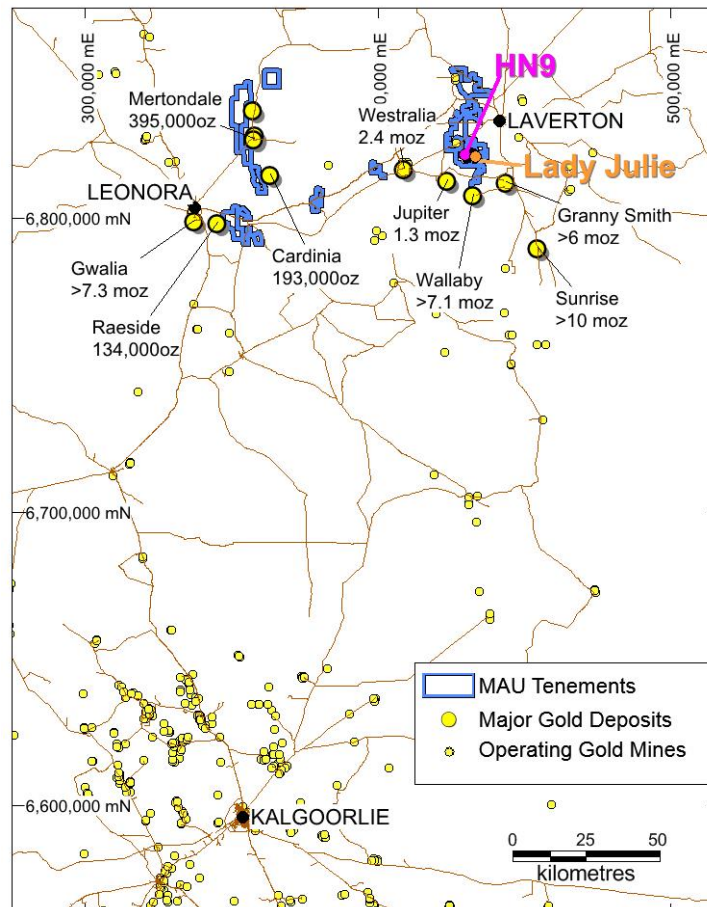 300,000 mE
0,000 mE
500,000 mE
HN9
Mertondale
395,000oz
Westralia
2.4 moz
LAVERTON
Lady Julie
LEONORA
6,800,000 mN
Gwalia
>7.3 moz
Raeside
134,000oz
Cardinia
193,000oz
Jupiter
1.3 moz
Wallaby
>7.1 moz
Granny Smith
>6 moz
Sunrise
>10 moz
6,700,000 mN
MAU Tenements
Major Gold Deposits
Operating Gold Mines
6,600,000 mN
KALGOORLIE
0 25 50
kilometres